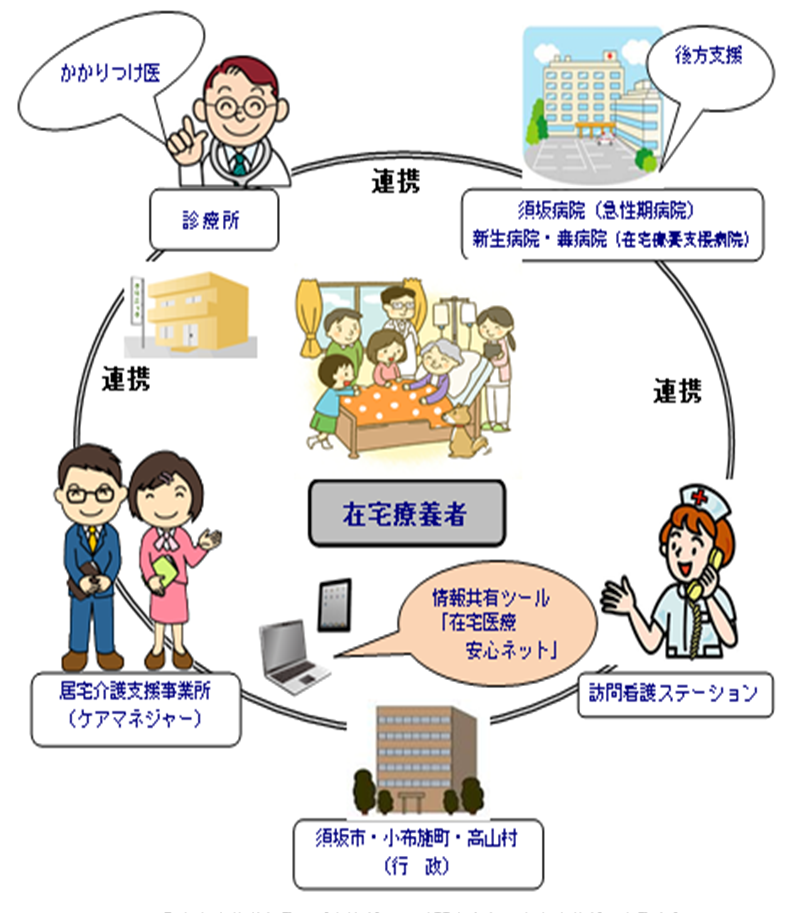 かかりつけ医
後方支援
連携
診療所
須坂病院(急性期病院)
新生病院・轟病院(在宅療養支援病院)
連携
連携
在宅療養者
情報共有ツール
「在宅医療
安心ネット」
居宅介護支援事業所
(ケアマネジャー)
訪問看護ステーション
須坂市・小布施町・高山村
(行 政)